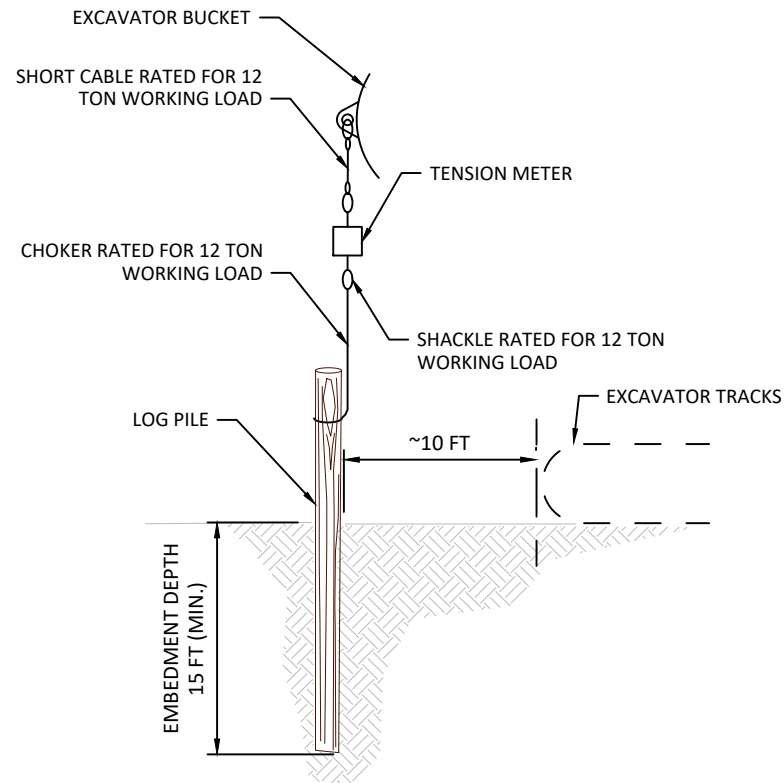 EXCAVATOR BUCKET
SHORT CABLE RATED FOR 12
TON WORKING LOAD
TENSION METER
CHOKER RATED FOR 12 TON
WORKING LOAD
SHACKLE RATED FOR 12 TON
WORKING LOAD
EXCAVATOR TRACKS
LOG PILE
~10 FT
EMBEDMENT DEPTH
15 FT (MIN.)